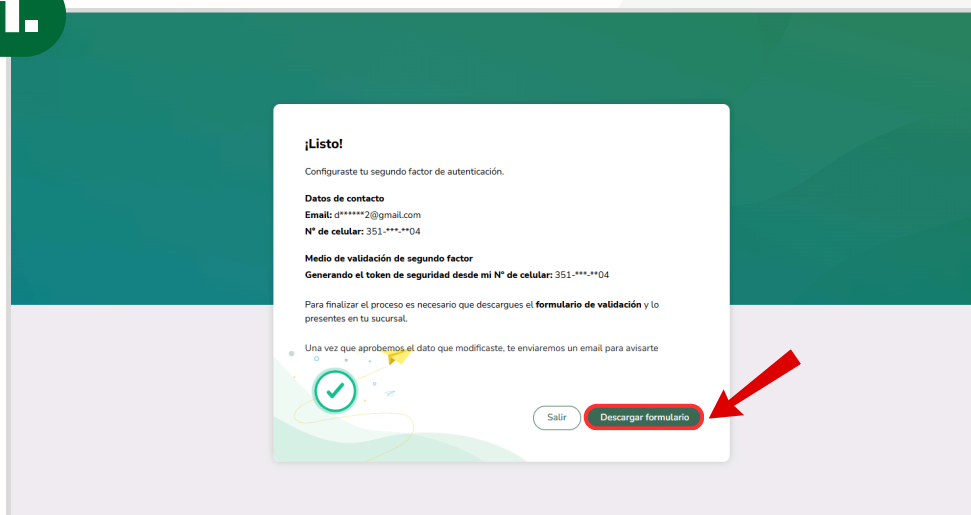 ¡Listo!
Configuraste tu segundo factor de autenticación.
Datos de contacto
Email: d******2@gmail.com
N° de celular: 351-***-**04
Medio de validación de segundo factor
Generando el token de seguridad desde mi N° de celular: 351-***-**04
Para finalizar el proceso es necesario que descargues el formulario de validación y lo
presentes en tu sucursal.
Una vez que aprobemos el dato que modificaste, te enviaremos un email para avisarte
Salir
Descargar formulario